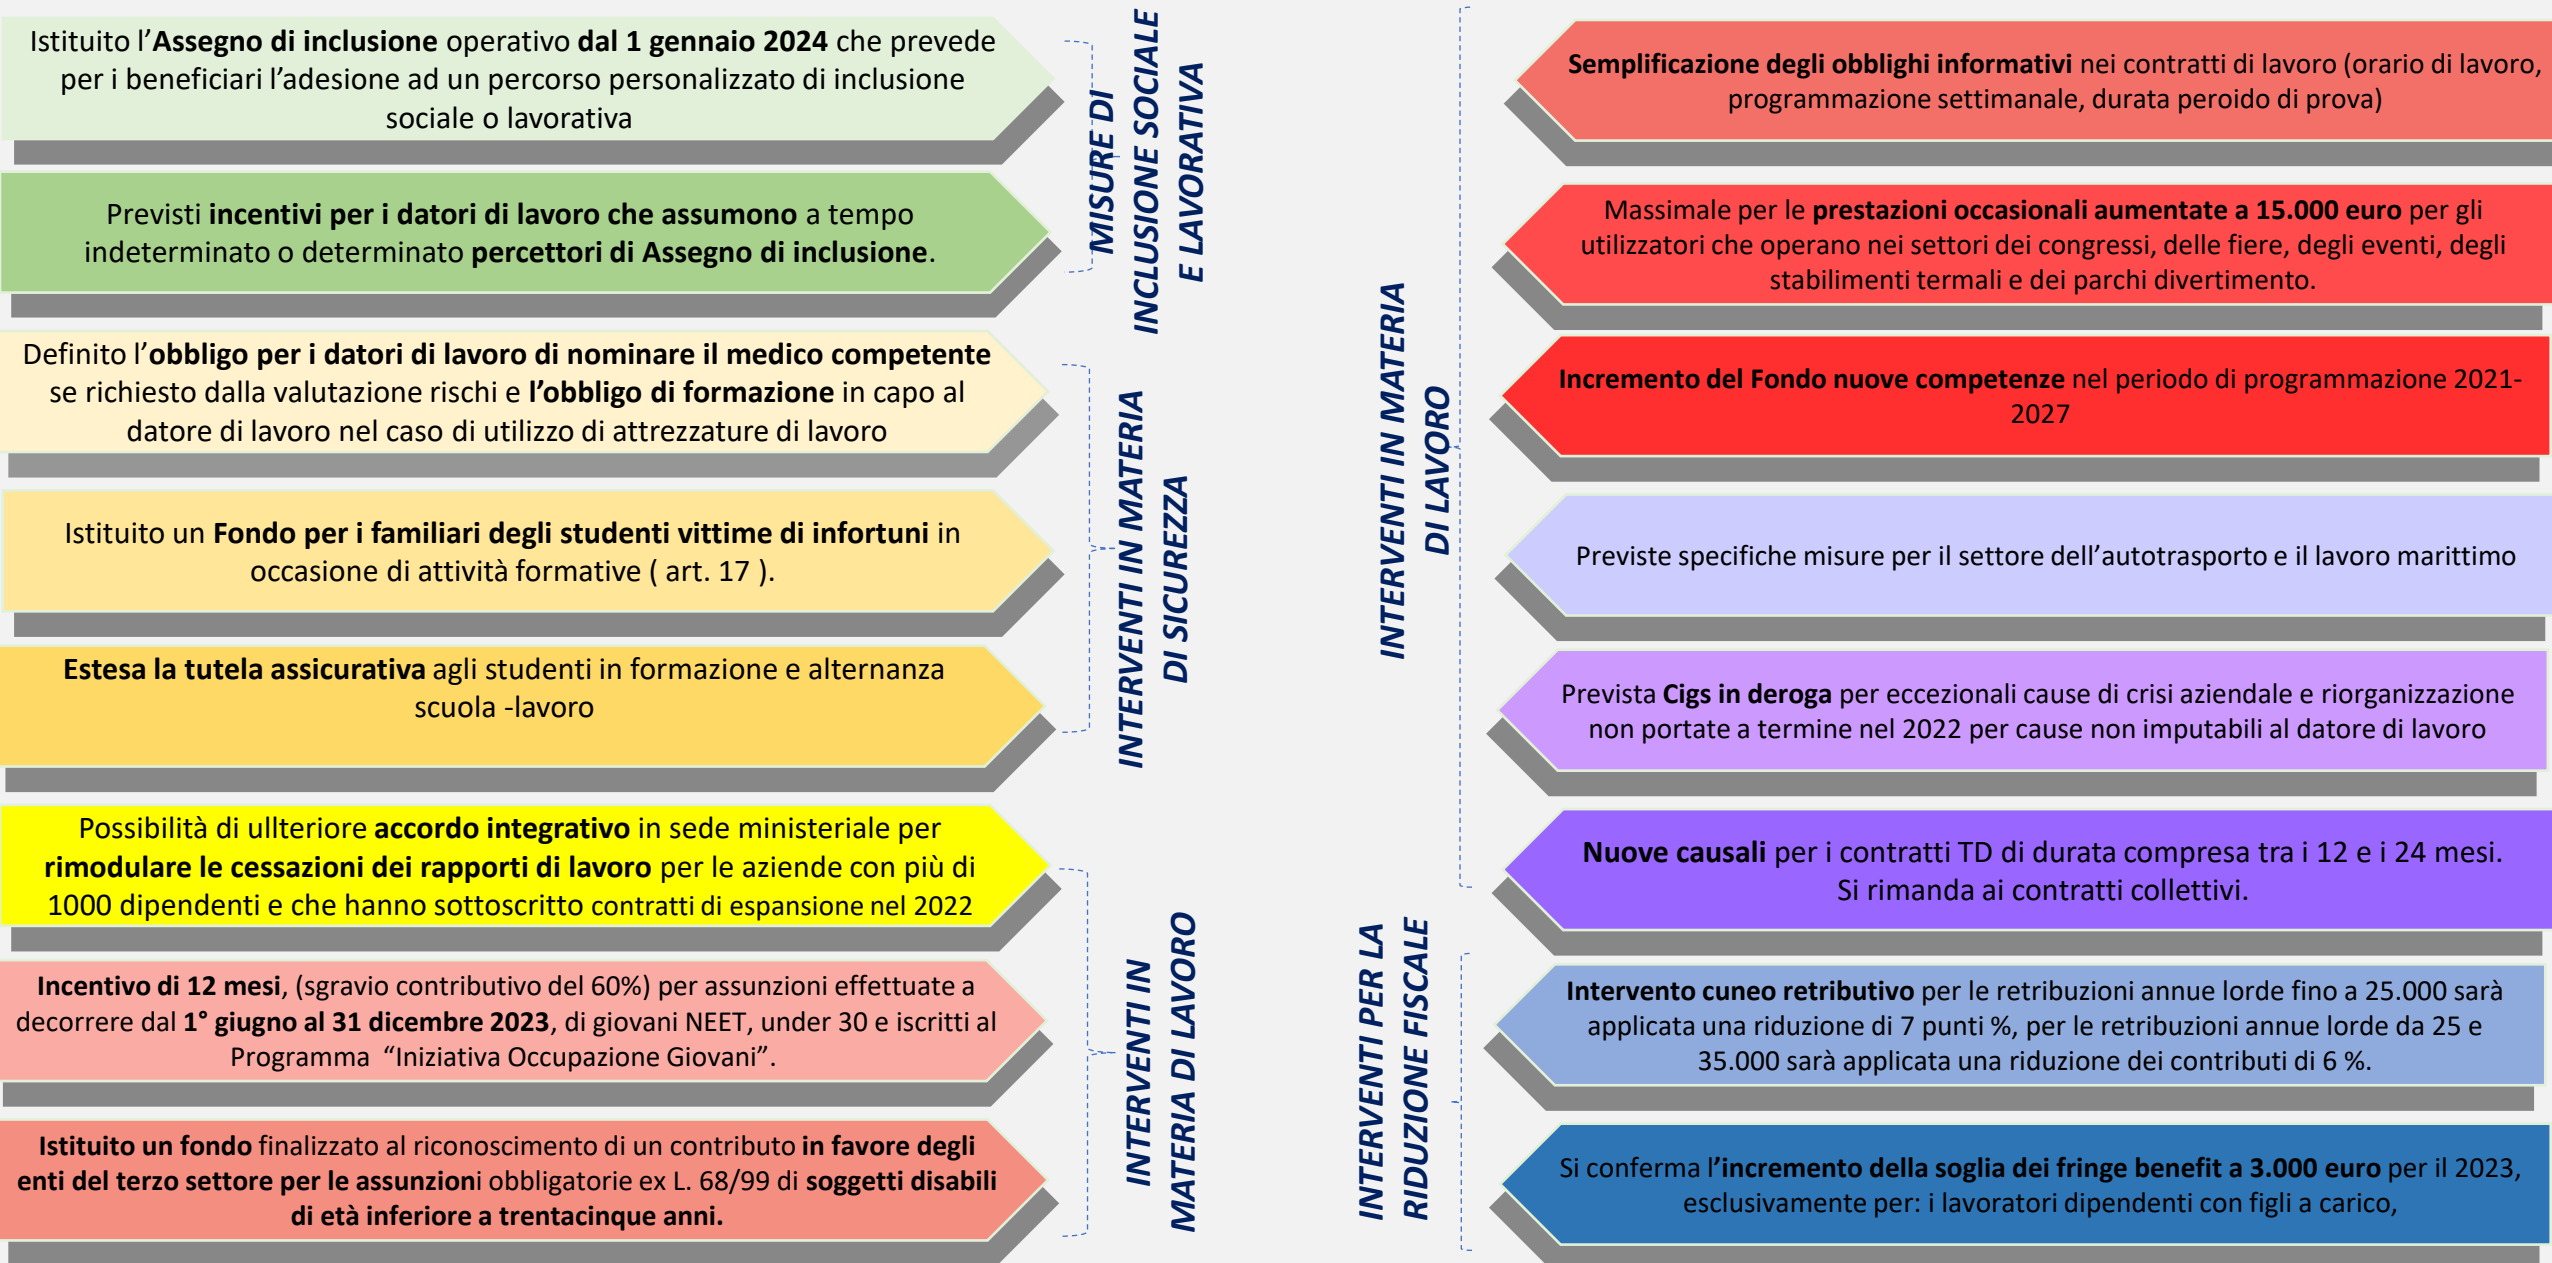 Istituito l’Assegno di inclusione operativo dal 1 gennaio 2024 che prevede
per i beneficiari l’adesione ad un percorso personalizzato di inclusione
sociale o lavorativa
Previsti incentivi per i datori di lavoro che assumono a tempo
indeterminato o determinato percettori di Assegno di inclusione.
MISURE DI
INCLUSIONE SOCIALE
E LAVORATIVA
Definito l’obbligo per i datori di lavoro di nominare il medico competente
se richiesto dalla valutazione rischi e l’obbligo di formazione in capo al
datore di lavoro nel caso di utilizzo di attrezzature di lavoro
Istituito un Fondo per i familiari degli studenti vittime di infortuni in
occasione di attività formative ( art. 17 ).
Estesa la tutela assicurativa agli studenti in formazione e alternanza
scuola -lavoro
INTERVENTI IN MATERIA
DI SICUREZZA
Possibilità di ullteriore accordo integrativo in sede ministeriale per
rimodulare le cessazioni dei rapporti di lavoro per le aziende con più di
1000 dipendenti e che hanno sottoscritto contratti di espansione nel 2022
Incentivo di 12 mesi, (sgravio contributivo del 60%) per assunzioni effettuate a
decorrere dal 1° giugno al 31 dicembre 2023, di giovani NEET, under 30 e iscritti al
Programma “Iniziativa Occupazione Giovani”.
Istituito un fondo finalizzato al riconoscimento di un contributo in favore degli
enti del terzo settore per le assunzioni obbligatorie ex L. 68/99 di soggetti disabili
di età inferiore a trentacinque anni.
INTERVENTI IN
MATERIA DI LAVORO
Semplificazione degli obblighi informativi nei contratti di lavoro (orario di lavoro,
programmazione settimanale, durata peroido di prova)
Massimale per le prestazioni occasionali aumentate a 15.000 euro per gli
utilizzatori che operano nei settori dei congressi, delle fiere, degli eventi, degli
stabilimenti termali e dei parchi divertimento.
Incremento del Fondo nuove competenze nel periodo di programmazione 2021-
2027
Previste specifiche misure per il settore dell’autotrasporto e il lavoro marittimo
Prevista Cigs in deroga per eccezionali cause di crisi aziendale e riorganizzazione
non portate a termine nel 2022 per cause non imputabili al datore di lavoro
Nuove causali per i contratti TD di durata compresa tra i 12 e i 24 mesi.
Si rimanda ai contratti collettivi.
INTERVENTI IN MATERIA
DI LAVORO
Intervento cuneo retributivo per le retribuzioni annue lorde fino a 25.000 sarà
applicata una riduzione di 7 punti %, per le retribuzioni annue lorde da 25 e
35.000 sarà applicata una riduzione dei contributi di 6 %.
Si conferma l’incremento della soglia dei fringe benefit a 3.000 euro per il 2023,
esclusivamente per: i lavoratori dipendenti con figli a carico,
INTERVENTI PER LA
RIDUZIONE FISCALE